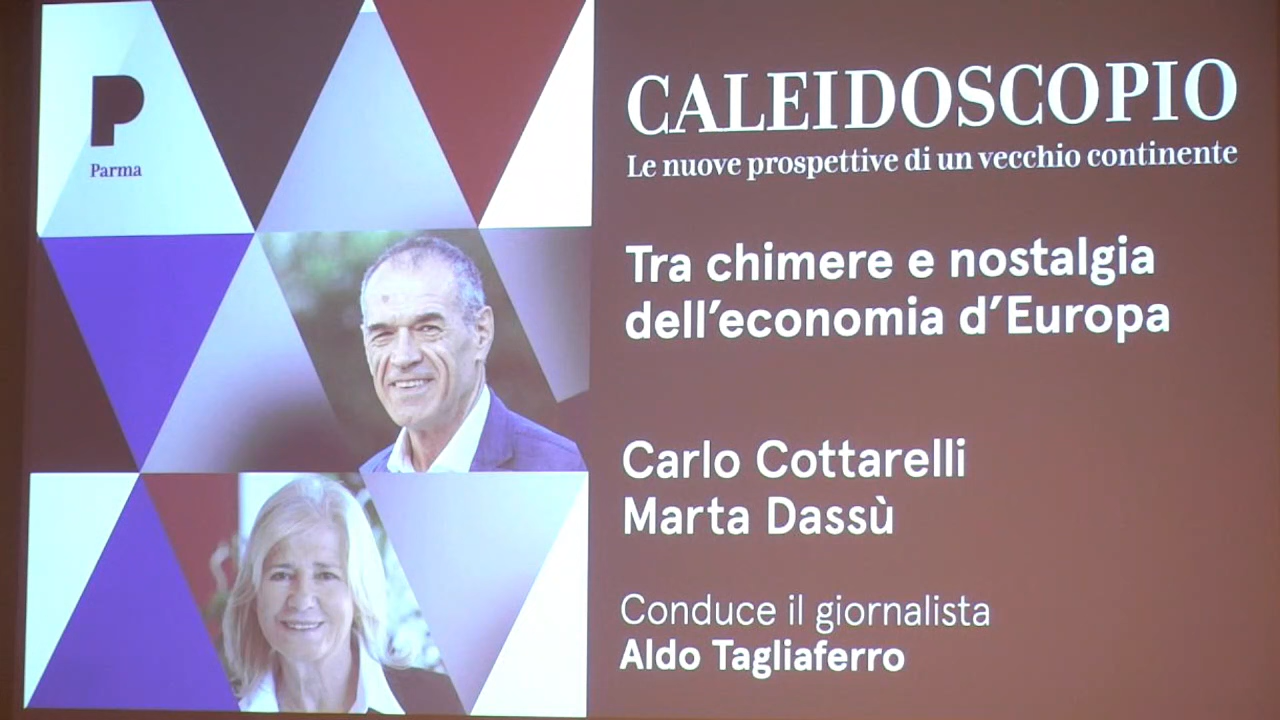 P
Parma
CALEIDOSCOPIO
Le nuove prospettive di un vecchio continente
Tra chimere e nostalgia
dell'economia d'Europa
Carlo Cottarelli
Marta Dassù
Conduce il giornalista
Aldo Tagliaferro